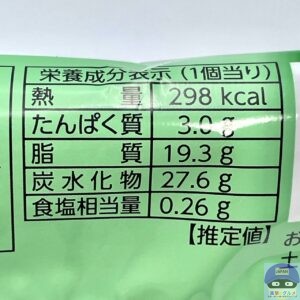 栄養成分表示(1個当り)
熱量 298 kcal
たんぱく質 3.0 g
脂質 19.3 g
炭水化物 27.6 g
食塩相当量 0.26 g
【推定値】
お